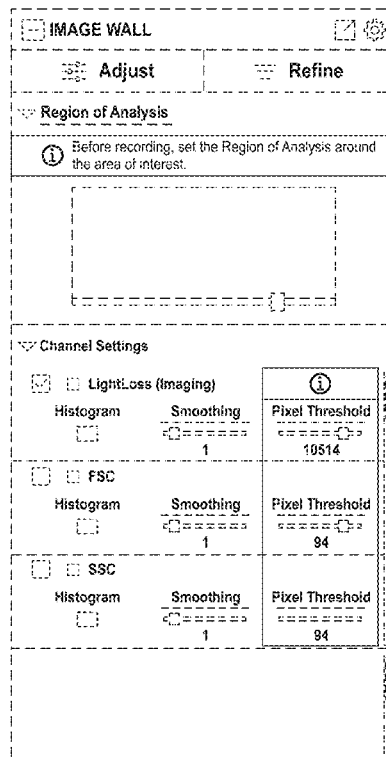 IMAGE WALL
Adjust Refine
Region of Analysis
Before recording, set the Region of Analysis around
the area of interest.
Channel Settings
LightLoss (Imaging)
Histogram Smoothing Pixel Threshold
1 10514
FSC
Histogram Smoothing Pixel Threshold
1 94
SSC
Histogram Smoothing Pixel Threshold
1 94